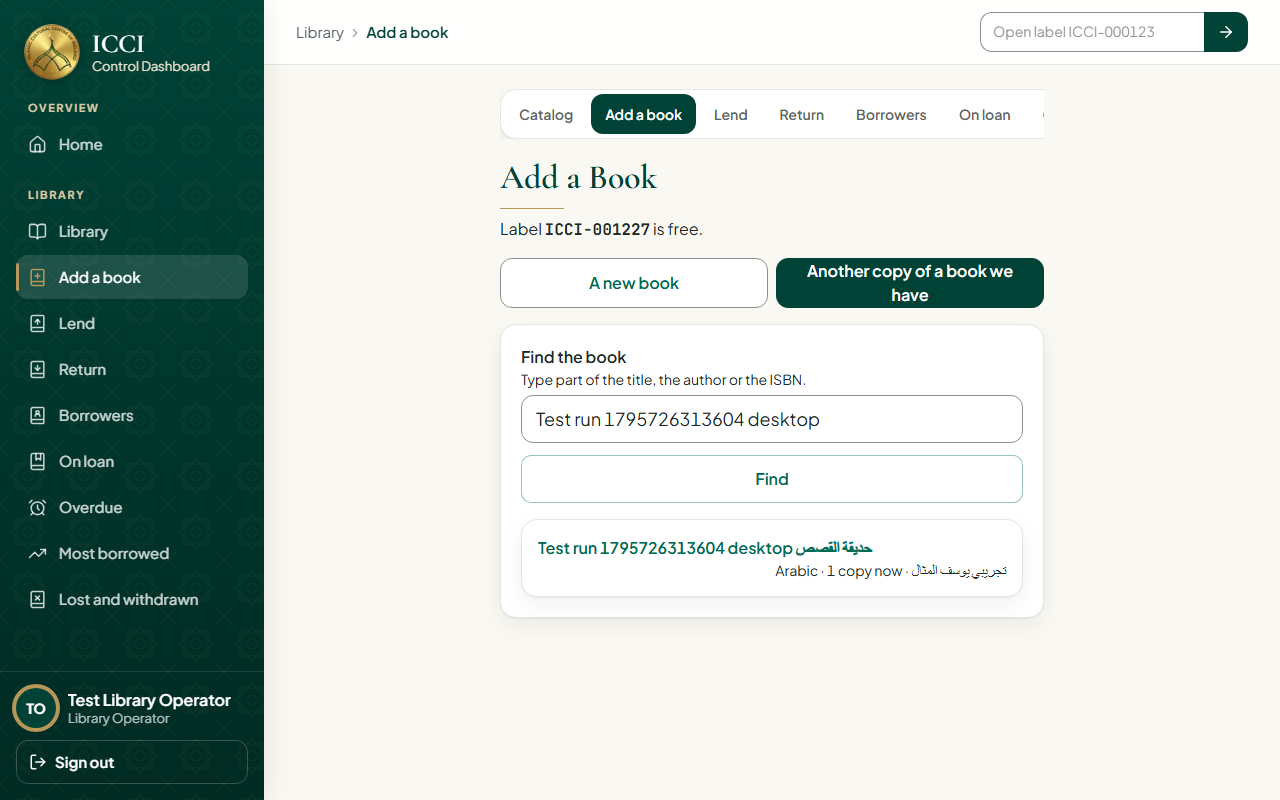 ICCI
Control Dashboard
OVERVIEW
Home
LIBRARY
Library
Add a book
Lend
Return
Borrowers
On loan
Overdue
Most borrowed
Lost and withdrawn
TO
Test Library Operator
Library Operator
Sign out
Library > Add a book
Open label ICCI-000123
Catalog
Add a book
Lend
Return
Borrowers
On loan
Add a Book
Label ICCI-001227 is free.
A new book
Another copy of a book we
have
Find the book
Type part of the title, the author or the ISBN.
Test run 1795726313604 desktop
Find
Test run 1795726313604 desktop حديقة القصص
تجريبي يوسف المثال · Arabic · 1 copy now